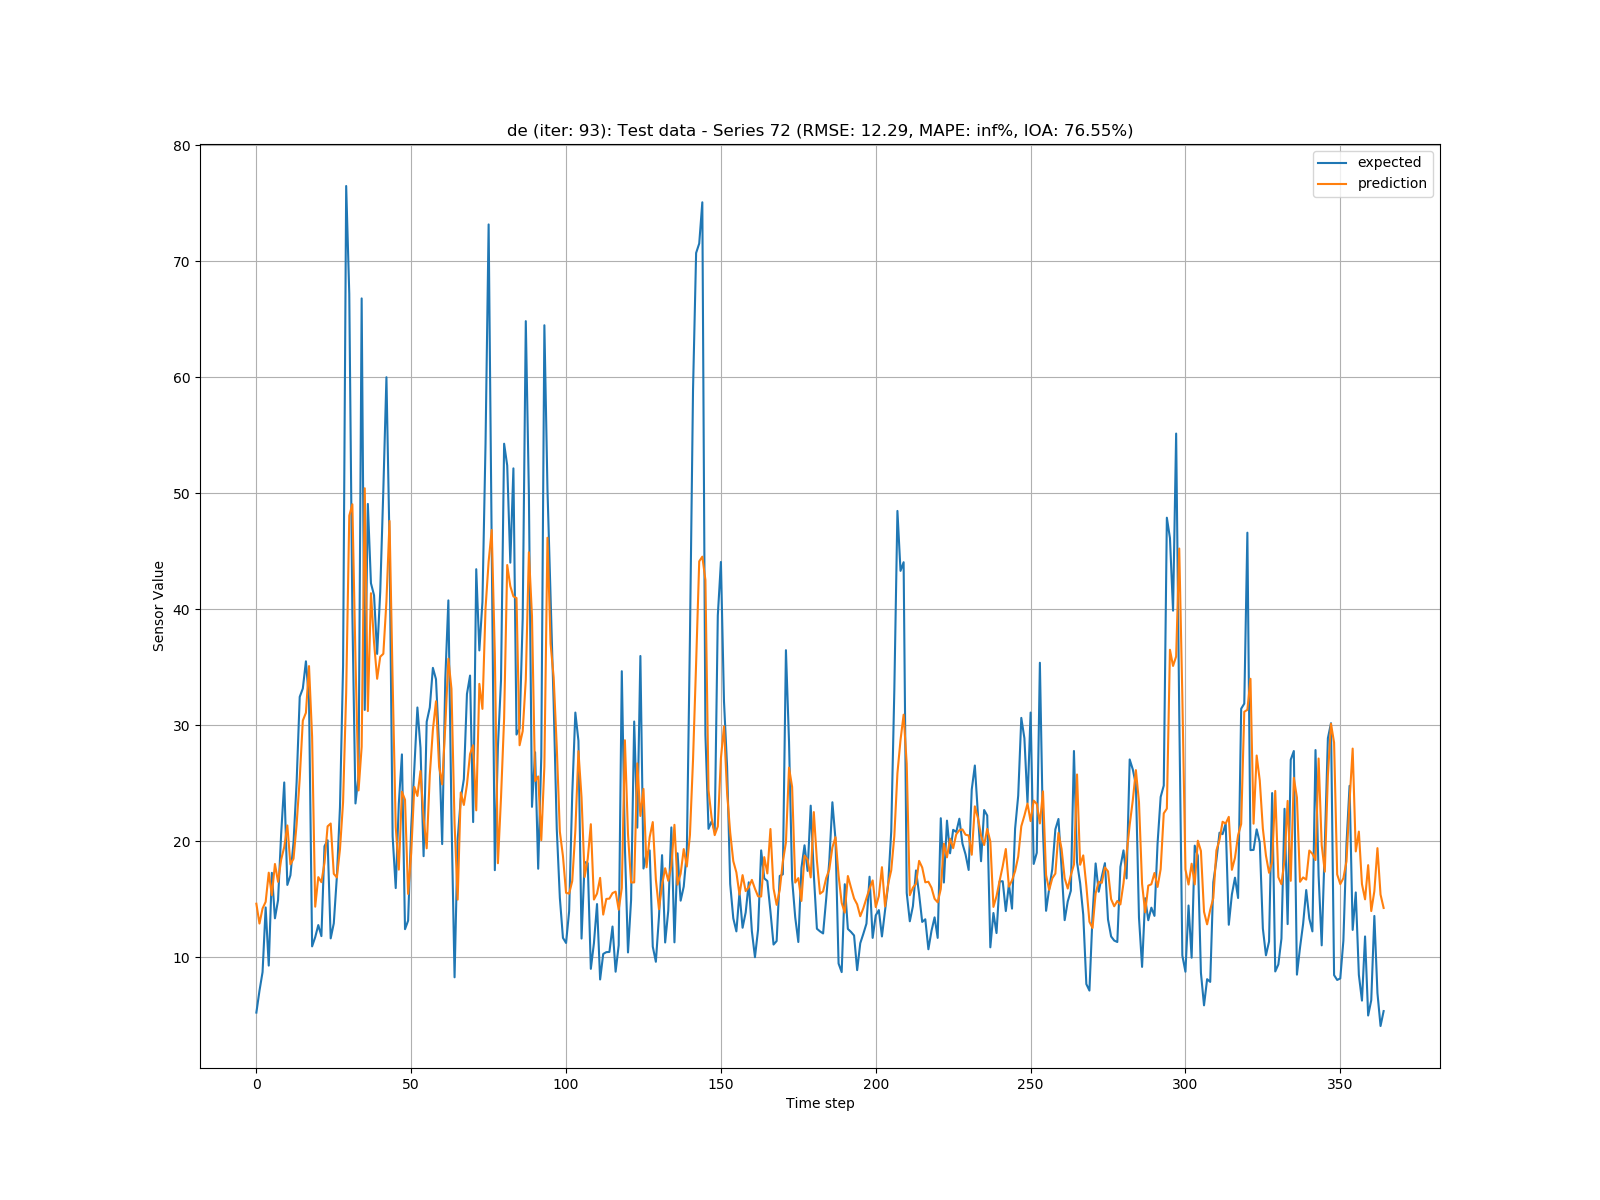 de (iter: 93): Test data - Series 72 (RMSE: 12.29, MAPE: inf%, IOA: 76.55%)
80
70
60
50
40
30
20
10
Sensor Value
expected
prediction
0 50 100 150 200 250 300 350
Time step